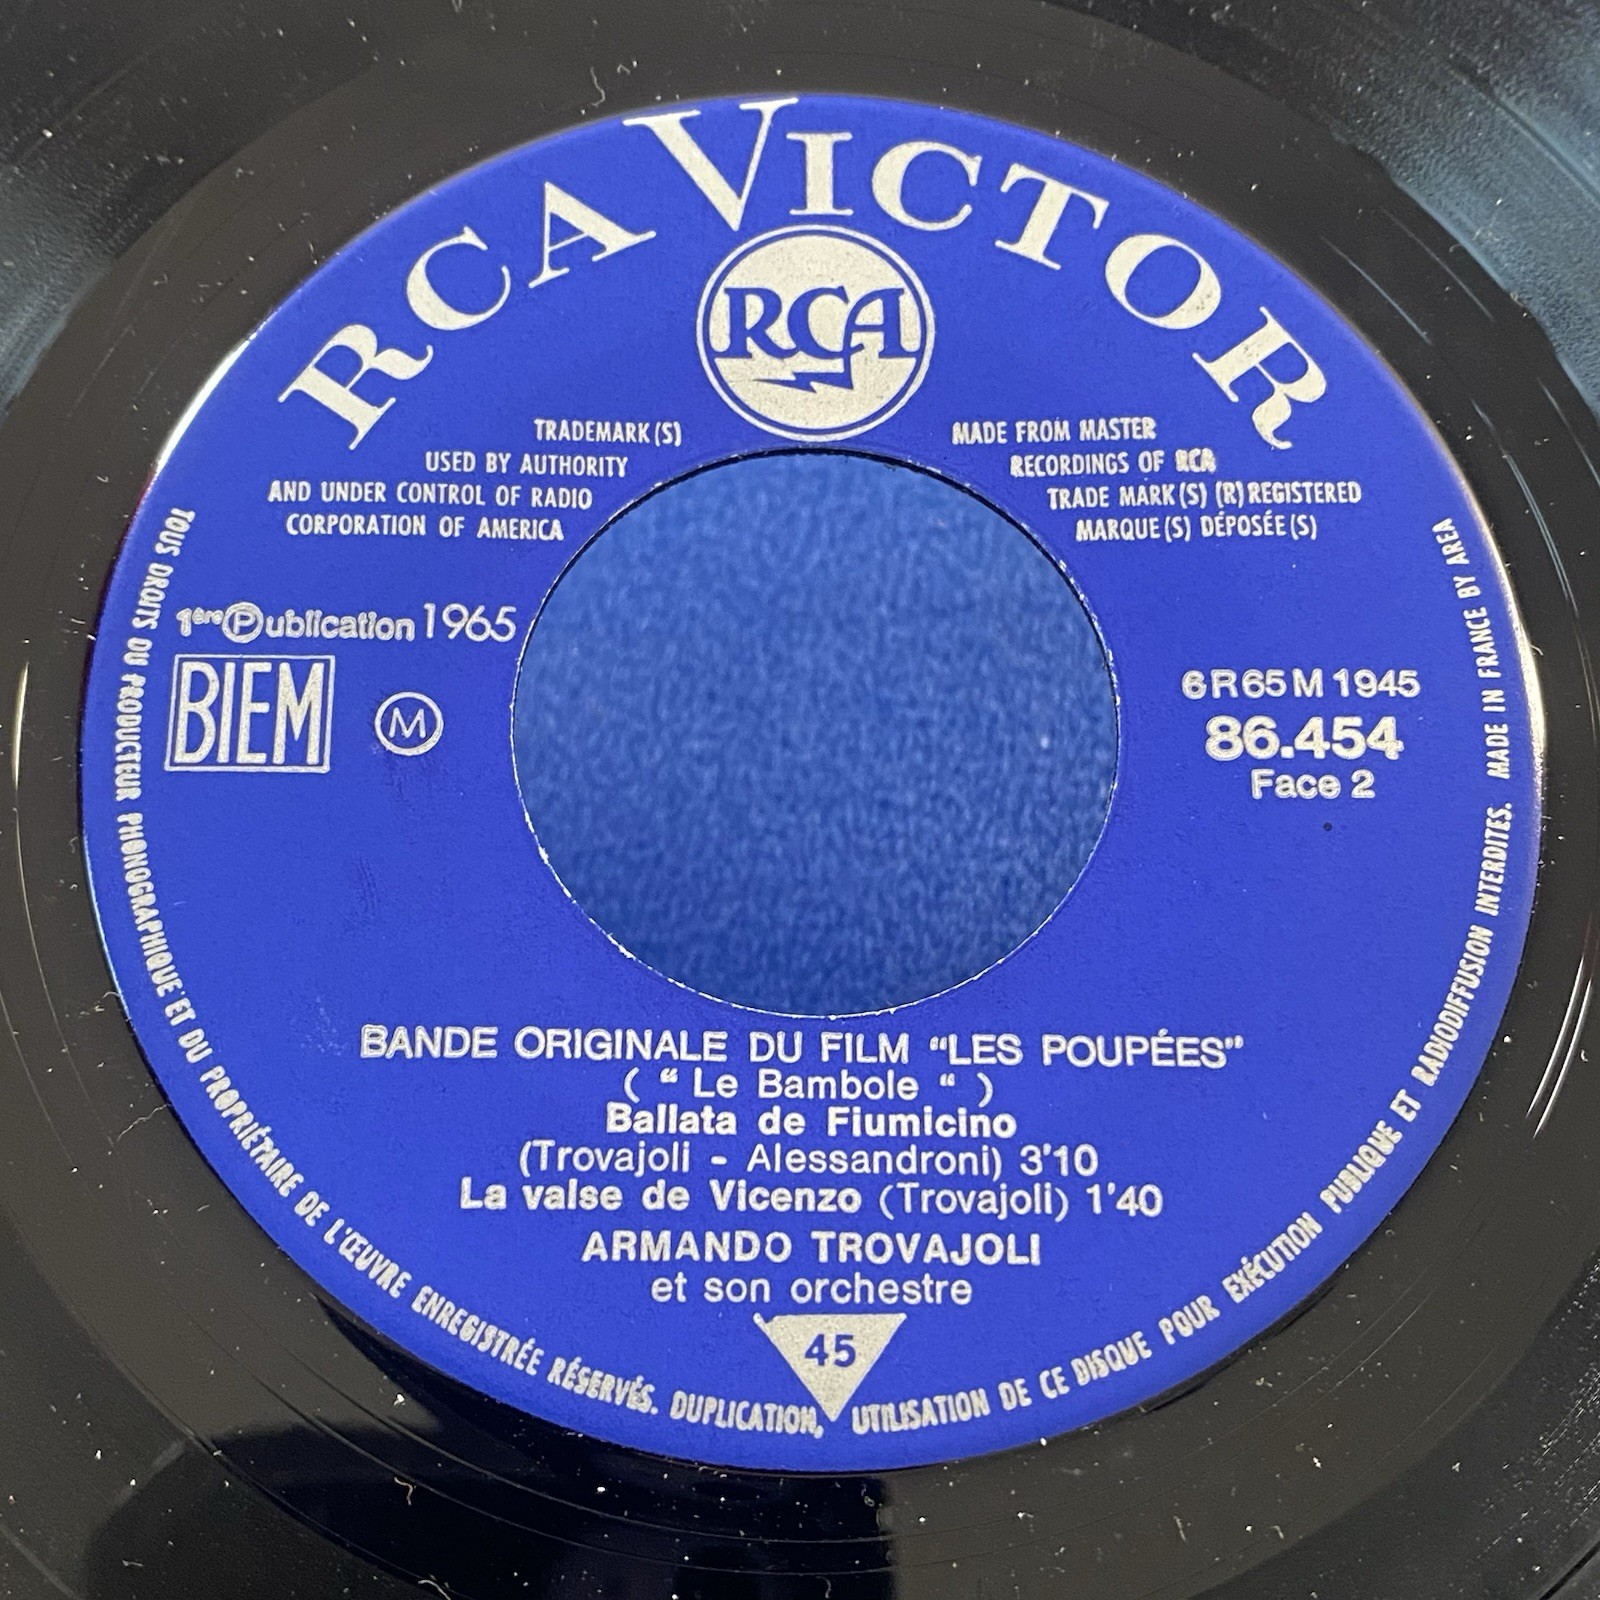 RCA VICTOR
RCA
TRADEMARK(S)
USED BY AUTHORITY
AND UNDER CONTROL OF RADIO
CORPORATION OF AMERICA
MADE FROM MASTER
RECORDINGS OF RCA
TRADE MARK(S) (R) REGISTERED
MARQUE(S) DÉPOSÉE(S)
1ère Ⓟublication 1965
BIEM
M
6 R 65 M 1945
86.454
Face 2
BANDE ORIGINALE DU FILM “LES POUPÉES”
( “ Le Bambole “ )
Ballata de Fiumicino
(Trovajoli - Alessandroni) 3'10
La valse de Vicenzo (Trovajoli) 1'40
ARMANDO TROVAJOLI
et son orchestre
45
TOUS DROITS DU PRODUCTEUR PHONOGRAPHIQUE ET DU PROPRIÉTAIRE DE L'ŒUVRE ENREGISTRÉE RÉSERVÉS. DUPLICATION, UTILISATION DE CE DISQUE POUR EXÉCUTION PUBLIQUE ET RADIODIFFUSION INTERDITES. MADE IN FRANCE BY AREA